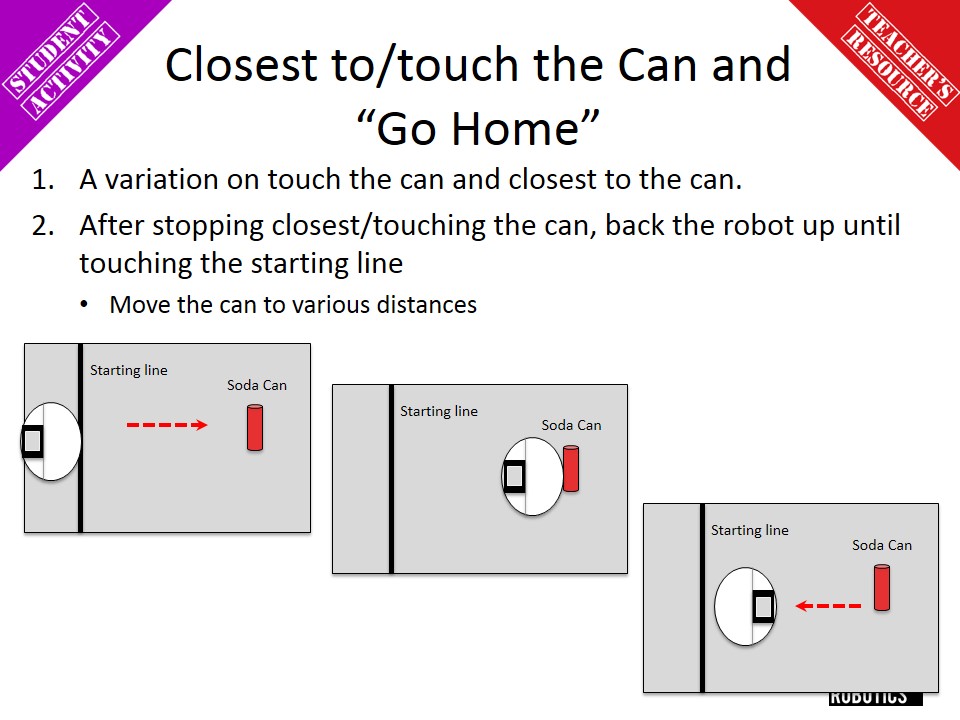 STUDENT
ACTIVITY
TEACHER'S
RESOURCE
Closest to/touch the Can and
“Go Home”
1. A variation on touch the can and closest to the can.
2. After stopping closest/touching the can, back the robot up until
touching the starting line
• Move the can to various distances
Starting line
Soda Can
Starting line
Soda Can
Starting line
Soda Can
ROBOTICS